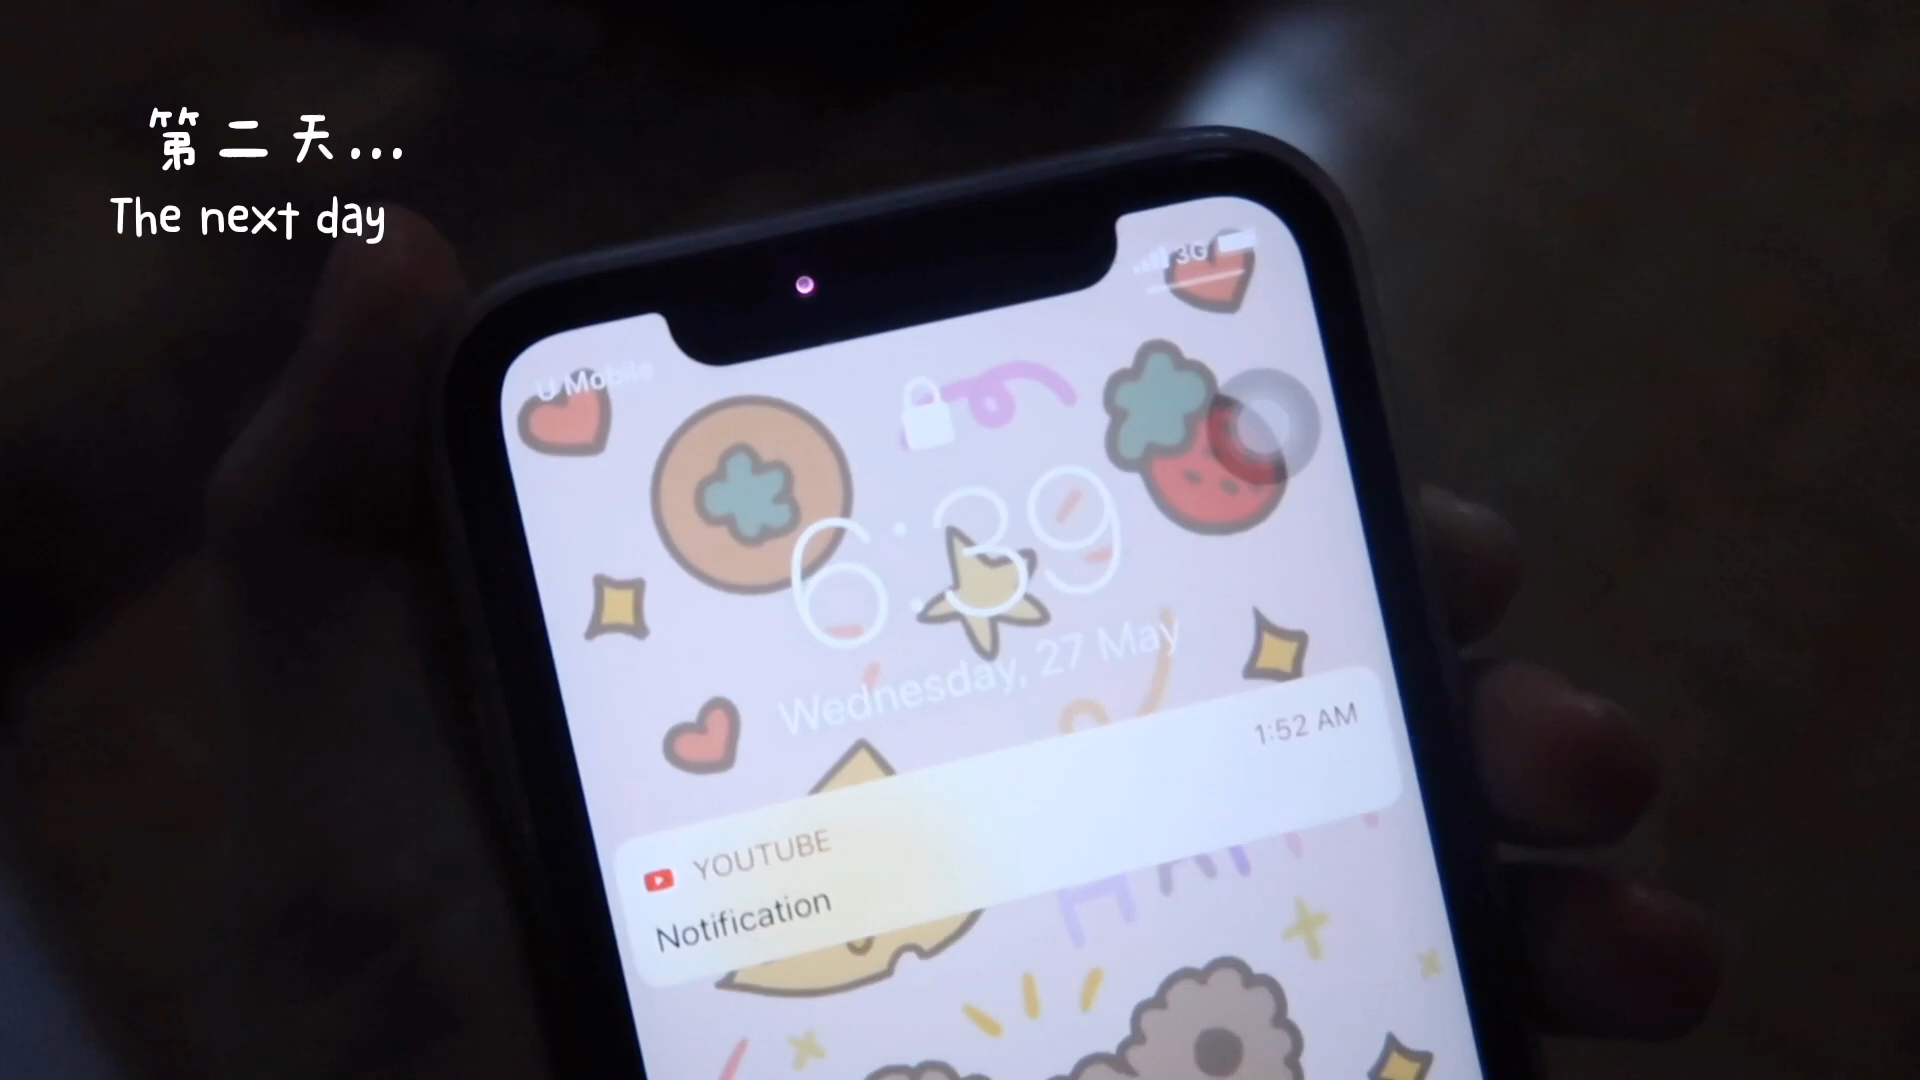 第二天...
The next day
3G
U Mobile
6:39
Wednesday, 27 May
1:52 AM
YOUTUBE
Notification